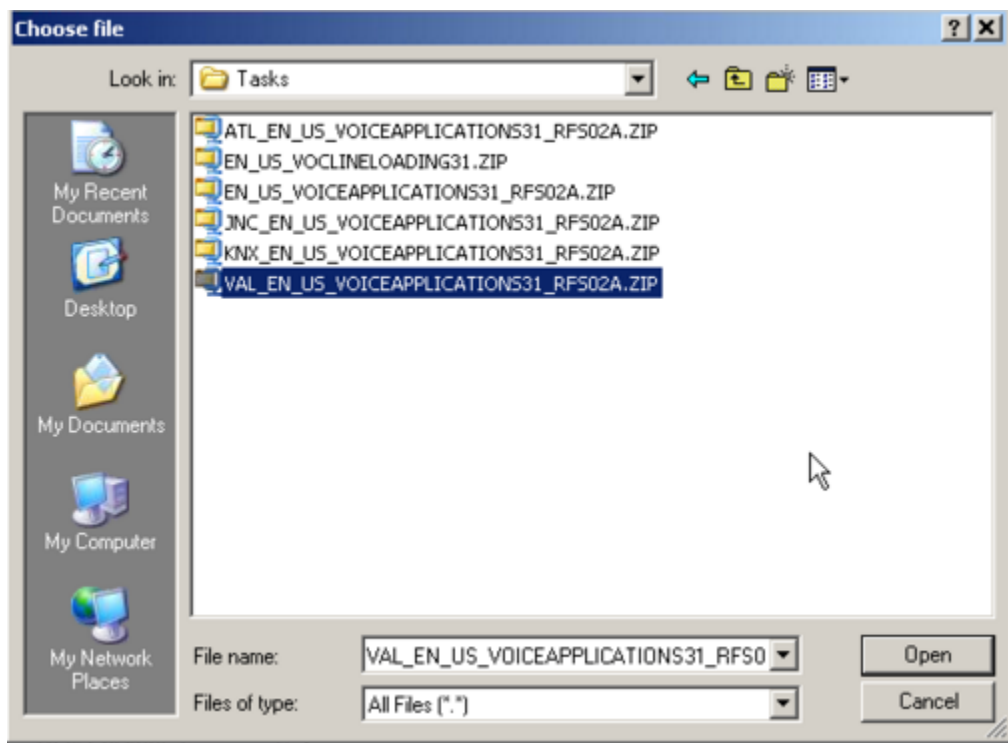 Choose file
Look in: Tasks
ATL_EN_US_VOICEAPPLICATIONS31_RFS02A.ZIP
EN_US_VOCLINELOADING31.ZIP
EN_US_VOICEAPPLICATIONS31_RFS02A.ZIP
JNC_EN_US_VOICEAPPLICATIONS31_RFS02A.ZIP
KNX_EN_US_VOICEAPPLICATIONS31_RFS02A.ZIP
VAL_EN_US_VOICEAPPLICATIONS31_RFS02A.ZIP
My Recent
Documents
Desktop
My Documents
My Computer
My Network
Places
File name: VAL_EN_US_VOICEAPPLICATIONS31_RFS0 Open
Files of type: All Files (*.*) Cancel